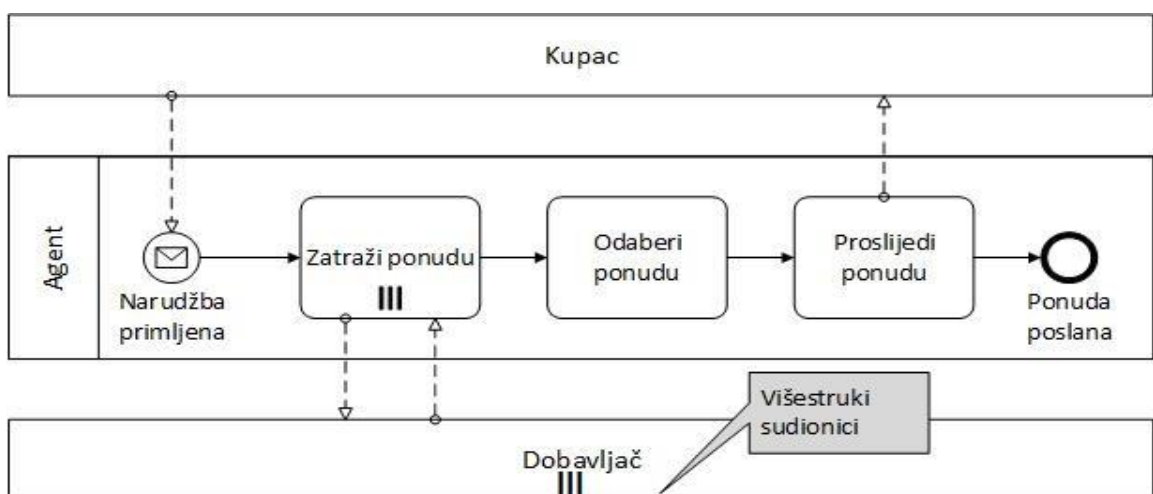 Kupac
Agent
Narudžba
primljena
Zatraži ponudu
Odaberi
ponudu
Proslijedi
ponudu
Ponuda
poslana
Višestruki
sudionici
Dobavljač